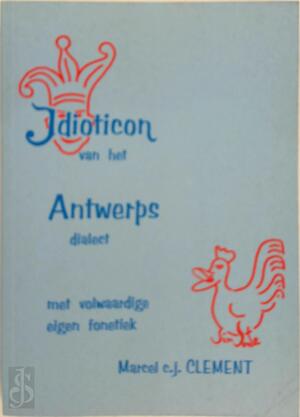 Idioticon
van het
Antwerps
dialect
met volwaardige
eigen fonetiek
Marcel c.j. CLEMENT